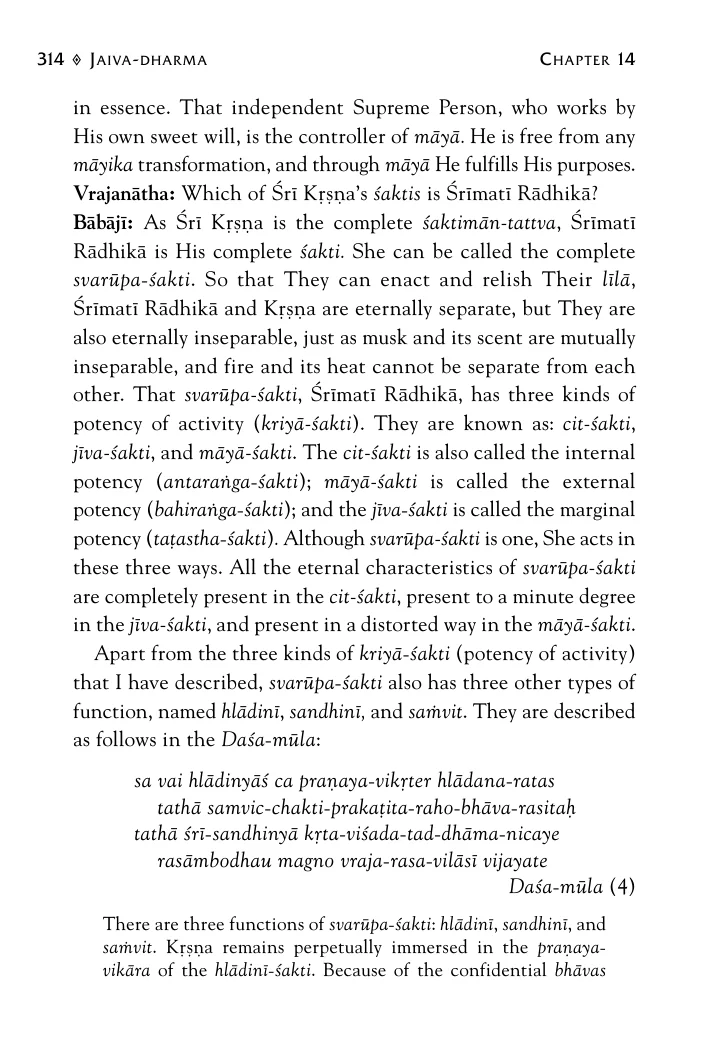 314 ◊ Jaiva-dharma Chapter 14
in essence. That independent Supreme Person, who works by
His own sweet will, is the controller of māyā. He is free from any
māyika transformation, and through māyā He fulfills His purposes.
Vrajanātha: Which of Śrī Kṛṣṇa’s śaktis is Śrīmatī Rādhikā?
Bābājī: As Śrī Kṛṣṇa is the complete śaktimān-tattva, Śrīmatī
Rādhikā is His complete śakti. She can be called the complete
svarūpa-śakti. So that They can enact and relish Their līlā,
Śrīmatī Rādhikā and Kṛṣṇa are eternally separate, but They are
also eternally inseparable, just as musk and its scent are mutually
inseparable, and fire and its heat cannot be separate from each
other. That svarūpa-śakti, Śrīmatī Rādhikā, has three kinds of
potency of activity (kriyā-śakti). They are known as: cit-śakti,
jīva-śakti, and māyā-śakti. The cit-śakti is also called the internal
potency (antaraṅga-śakti); māyā-śakti is called the external
potency (bahiraṅga-śakti); and the jīva-śakti is called the marginal
potency (taṭastha-śakti). Although svarūpa-śakti is one, She acts in
these three ways. All the eternal characteristics of svarūpa-śakti
are completely present in the cit-śakti, present to a minute degree
in the jīva-śakti, and present in a distorted way in the māyā-śakti.
Apart from the three kinds of kriyā-śakti (potency of activity)
that I have described, svarūpa-śakti also has three other types of
function, named hlādinī, sandhinī, and saṁvit. They are described
as follows in the Daśa-mūla:
sa vai hlādinyāś ca praṇaya-vikṛter hlādana-ratas
tathā samvic-chakti-prakaṭita-raho-bhāva-rasitaḥ
tathā śrī-sandhinyā kṛta-viśada-tad-dhāma-nicaye
rasāmbodhau magno vraja-rasa-vilāsī vijayate
Daśa-mūla (4)
There are three functions of svarūpa-śakti: hlādinī, sandhinī, and
saṁvit. Kṛṣṇa remains perpetually immersed in the praṇaya-
vikāra of the hlādinī-śakti. Because of the confidential bhāvas